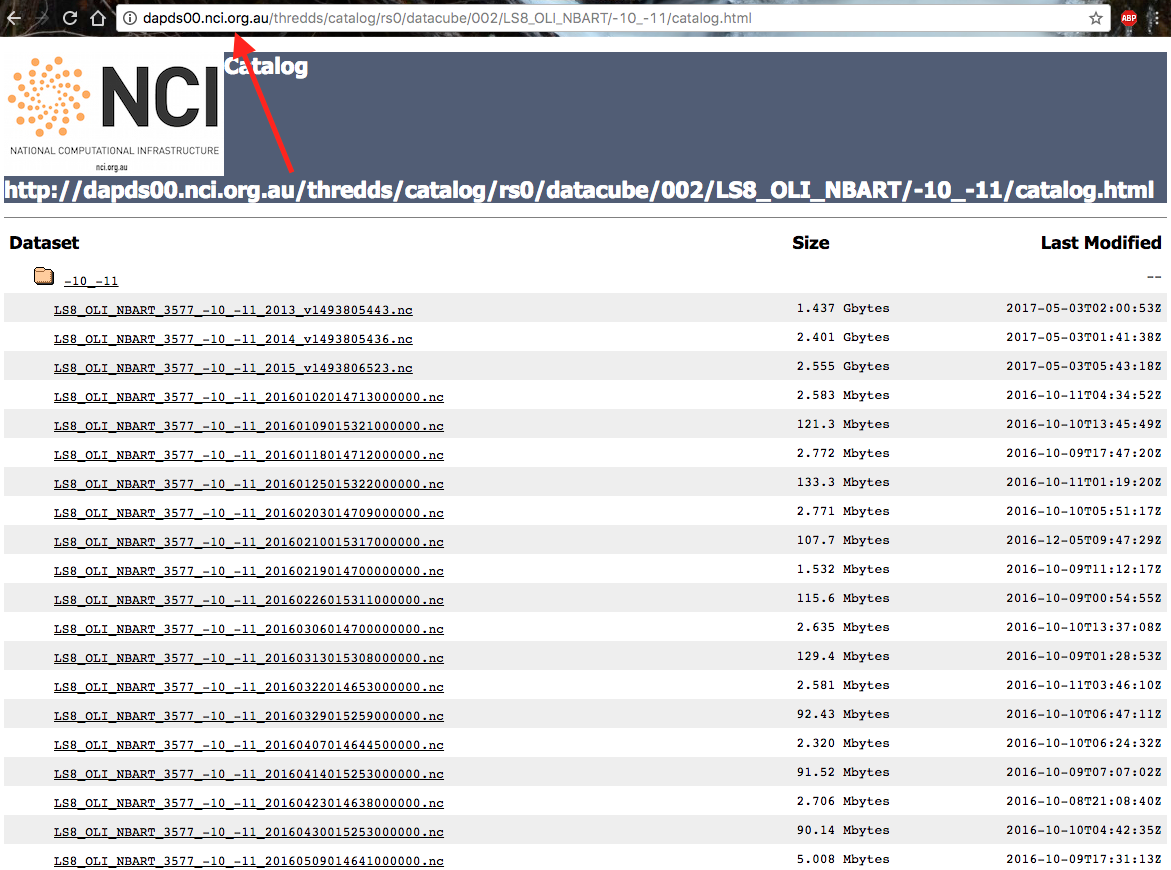 dapds00.nci.org.au/thredds/catalog/rs0/datacube/002/LS8_OLI_NBART/-10_-11/catalog.html
ABP
NCI
NATIONAL COMPUTATIONAL INFRASTRUCTURE
nci.org.au
Catalog
http://dapds00.nci.org.au/thredds/catalog/rs0/datacube/002/LS8_OLI_NBART/-10_-11/catalog.html
Dataset Size Last Modified
-10_-11 --
LS8_OLI_NBART_3577_-10_-11_2013_v1493805443.nc 1.437 Gbytes 2017-05-03T02:00:53Z
LS8_OLI_NBART_3577_-10_-11_2014_v1493805436.nc 2.401 Gbytes 2017-05-03T01:41:38Z
LS8_OLI_NBART_3577_-10_-11_2015_v1493806523.nc 2.555 Gbytes 2017-05-03T05:43:18Z
LS8_OLI_NBART_3577_-10_-11_20160102014713000000.nc 2.583 Mbytes 2016-10-11T04:34:52Z
LS8_OLI_NBART_3577_-10_-11_20160109015321000000.nc 121.3 Mbytes 2016-10-10T13:45:49Z
LS8_OLI_NBART_3577_-10_-11_20160118014712000000.nc 2.772 Mbytes 2016-10-09T17:47:20Z
LS8_OLI_NBART_3577_-10_-11_20160125015322000000.nc 133.3 Mbytes 2016-10-11T01:19:20Z
LS8_OLI_NBART_3577_-10_-11_20160203014709000000.nc 2.771 Mbytes 2016-10-10T05:51:17Z
LS8_OLI_NBART_3577_-10_-11_20160210015317000000.nc 107.7 Mbytes 2016-12-05T09:47:29Z
LS8_OLI_NBART_3577_-10_-11_20160219014700000000.nc 1.532 Mbytes 2016-10-09T11:12:17Z
LS8_OLI_NBART_3577_-10_-11_20160226015311000000.nc 115.6 Mbytes 2016-10-09T00:54:55Z
LS8_OLI_NBART_3577_-10_-11_20160306014700000000.nc 2.635 Mbytes 2016-10-10T13:37:08Z
LS8_OLI_NBART_3577_-10_-11_20160313015308000000.nc 129.4 Mbytes 2016-10-09T01:28:53Z
LS8_OLI_NBART_3577_-10_-11_20160322014653000000.nc 2.581 Mbytes 2016-10-11T03:46:10Z
LS8_OLI_NBART_3577_-10_-11_20160329015259000000.nc 92.43 Mbytes 2016-10-10T06:47:11Z
LS8_OLI_NBART_3577_-10_-11_20160407014644500000.nc 2.320 Mbytes 2016-10-10T06:24:32Z
LS8_OLI_NBART_3577_-10_-11_20160414015253000000.nc 91.52 Mbytes 2016-10-09T07:07:02Z
LS8_OLI_NBART_3577_-10_-11_20160423014638000000.nc 2.706 Mbytes 2016-10-08T21:08:40Z
LS8_OLI_NBART_3577_-10_-11_20160430015253000000.nc 90.14 Mbytes 2016-10-10T04:42:35Z
LS8_OLI_NBART_3577_-10_-11_20160509014641000000.nc 5.008 Mbytes 2016-10-09T17:31:13Z